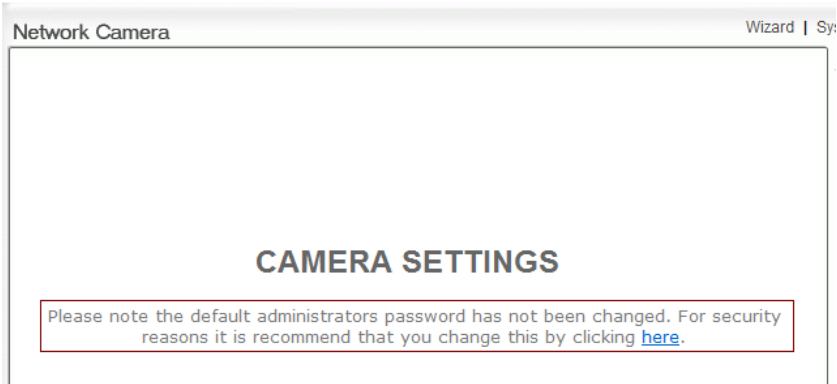 Network Camera
Wizard | Sys
CAMERA SETTINGS
Please note the default administrators password has not been changed. For security
reasons it is recommend that you change this by clicking here.